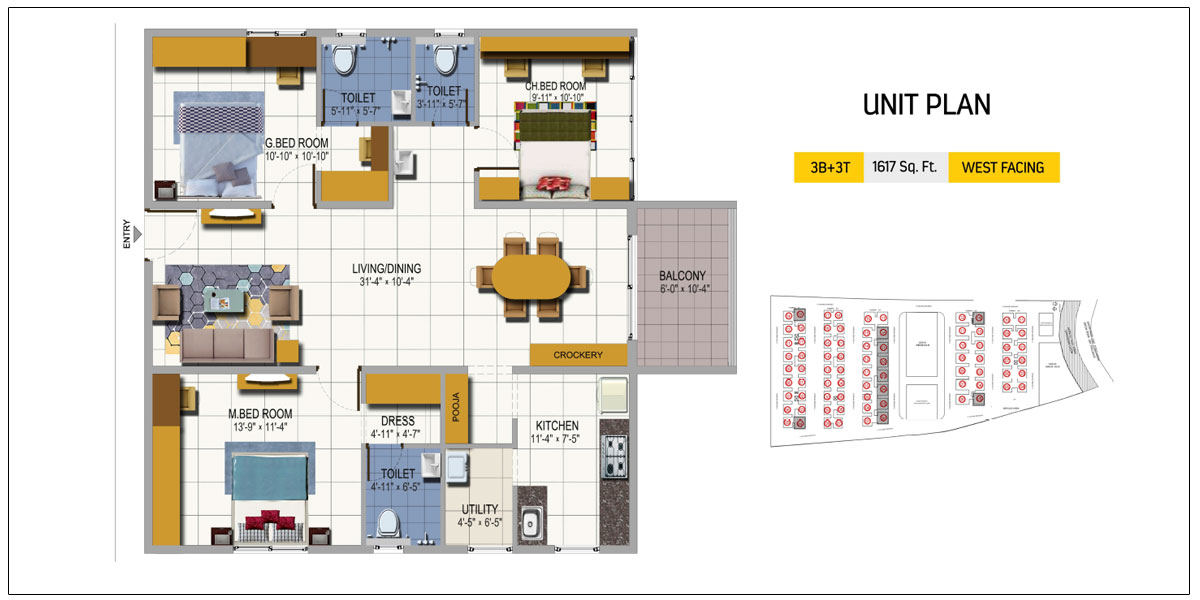 UNIT PLAN
3B+3T
1617 Sq. Ft.
WEST FACING
TOILET
5'-11" x 5'-7"
TOILET
3'-11" x 5'-7"
CH.BED ROOM
9'-11" x 10'-10"
G.BED ROOM
10'-10" x 10'-10"
ENTRY
LIVING/DINING
31'-4" x 10'-4"
BALCONY
6'-0" x 10'-4"
CROCKERY
M.BED ROOM
13'-9" x 11'-4"
DRESS
4'-11" x 4'-7"
POOJA
KITCHEN
11'-4" x 7'-5"
TOILET
4'-11" x 6'-5"
UTILITY
4'-5" x 6'-5"